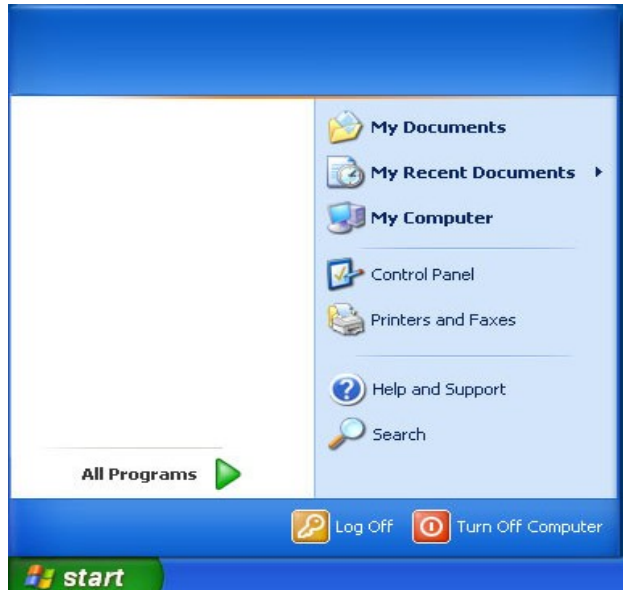 My Documents
My Recent Documents
My Computer
Control Panel
Printers and Faxes
Help and Support
Search
All Programs
Log Off
Turn Off Computer
start